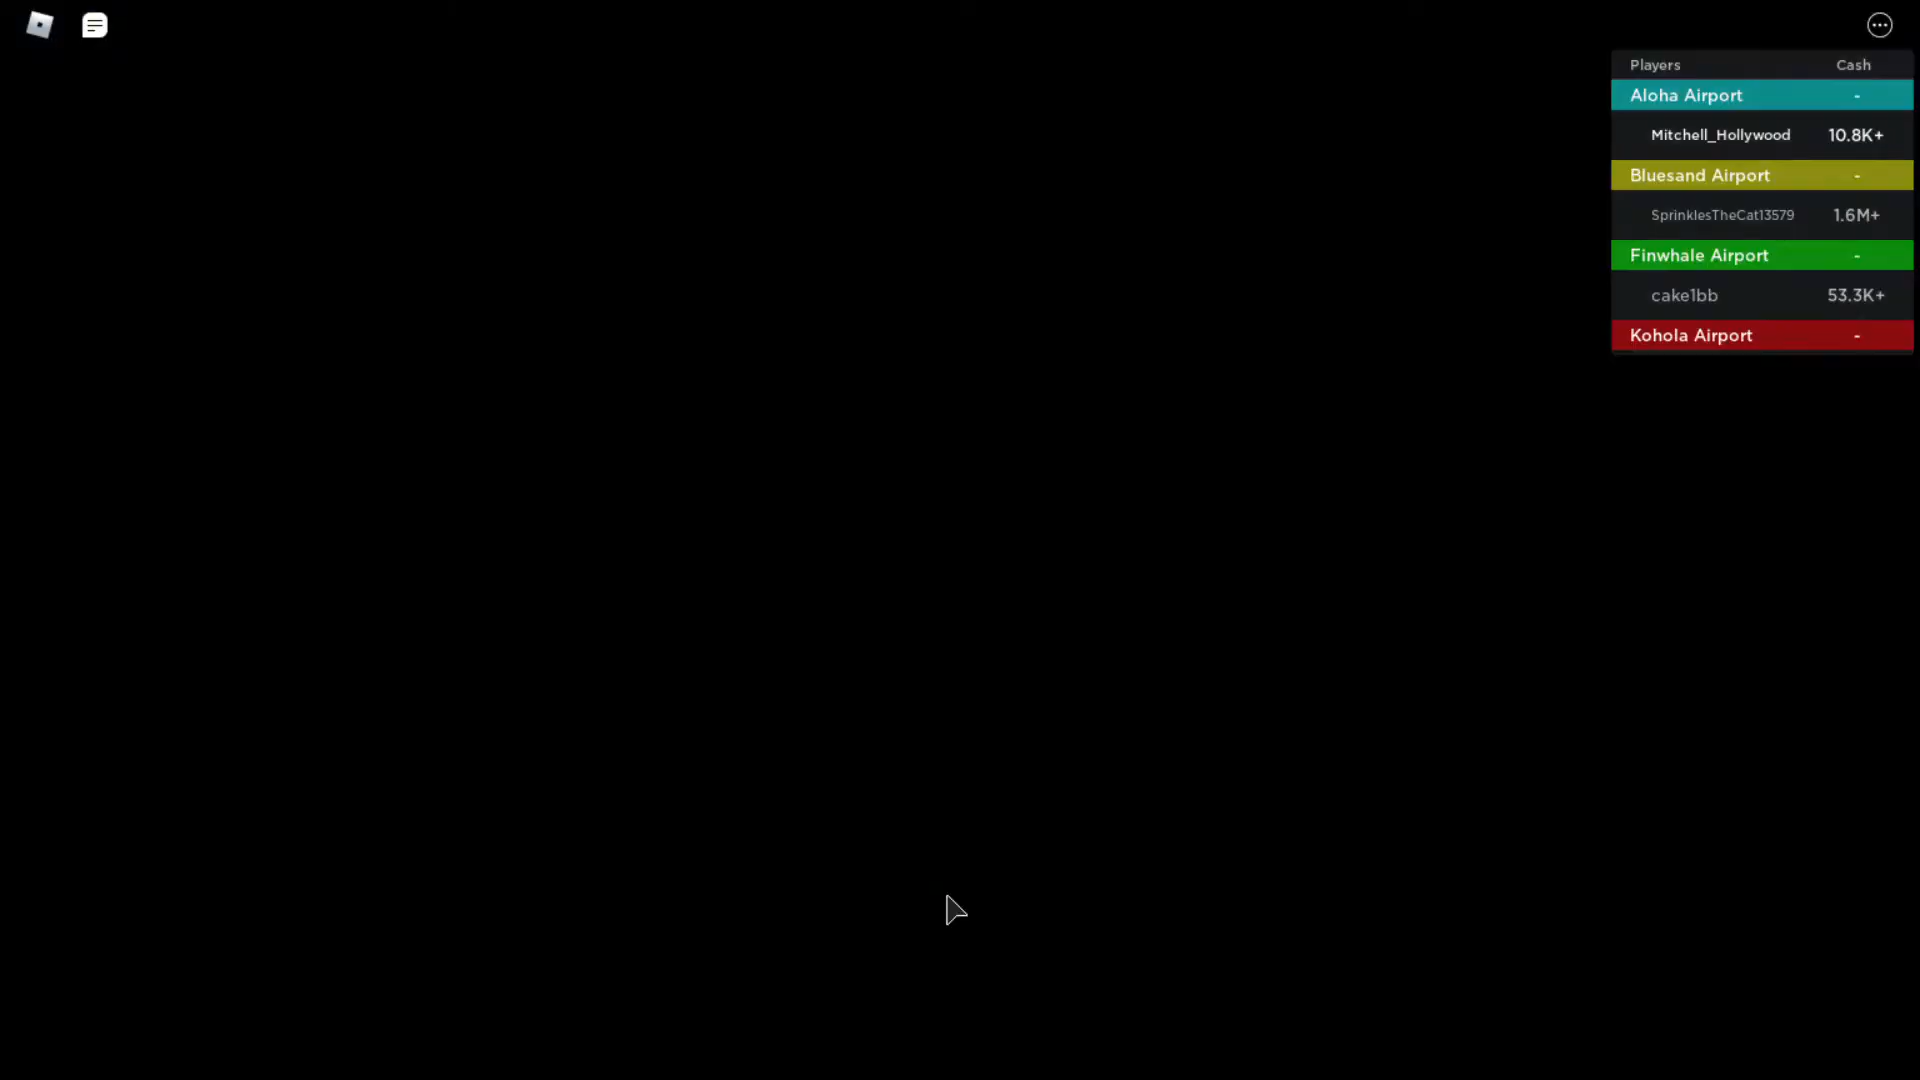 Players Cash
Aloha Airport -
Mitchell_Hollywood 10.8K+
Bluesand Airport -
SprinklesTheCat13579 1.6M+
Finwhale Airport -
cake1bb 53.3K+
Kohola Airport -